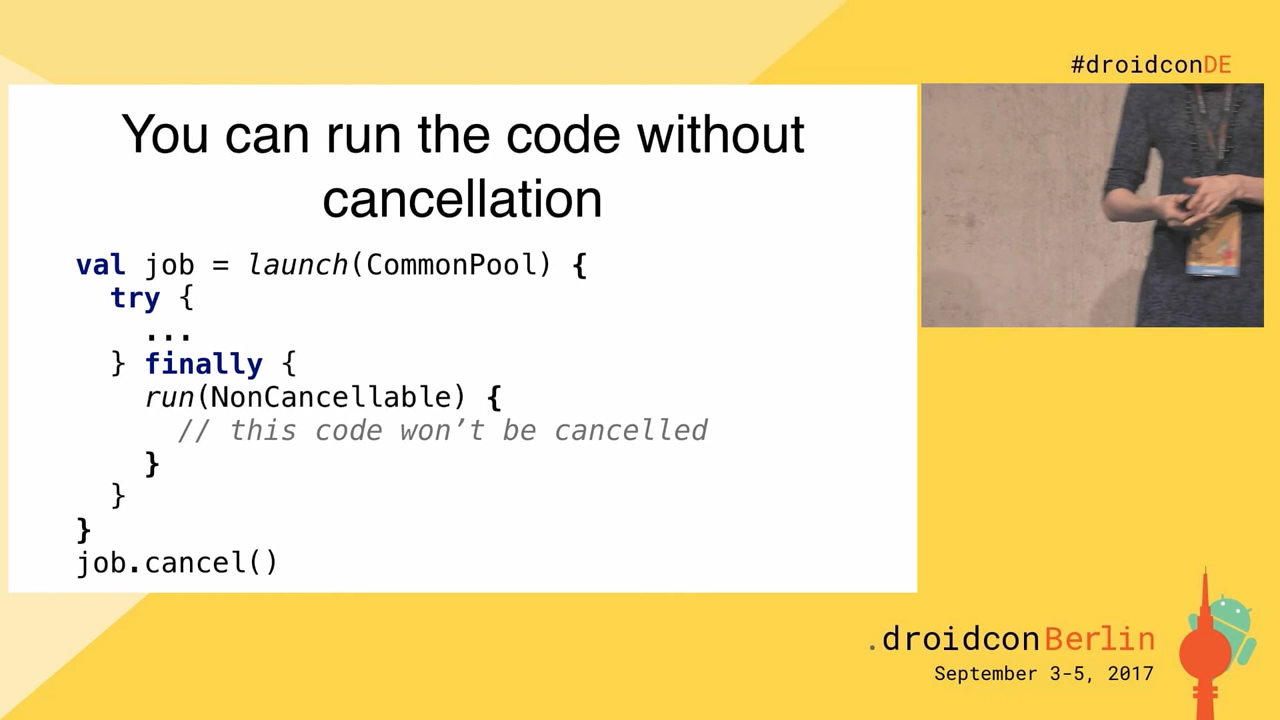 #droidconDE
You can run the code without
cancellation
val job = launch(CommonPool) {
try {
...
} finally {
run(NonCancellable) {
// this code won’t be cancelled
}
}
}
job.cancel()
.droidconBerlin
September 3-5, 2017